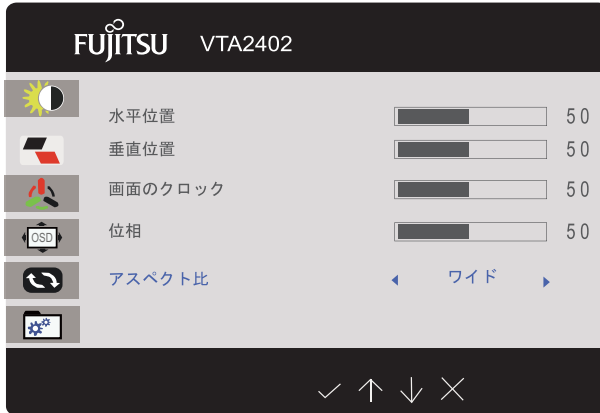 FUJITSU VTA2402
水平位置 50
垂直位置 50
画面のクロック 50
位相 50
OSD
アスペクト比 ワイド